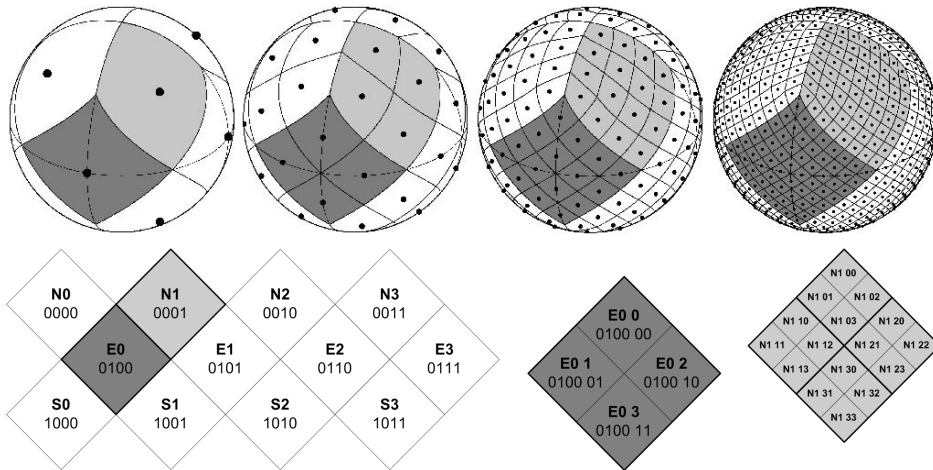 N0 N1 N2 N3
0000 0001 0010 0011
E0 E1 E2 E3
0100 0101 0110 0111
S0 S1 S2 S3
1000 1001 1010 1011
E0 0
0100 00
E0 1 E0 2
0100 01 0100 10
E0 3
0100 11
N1 00
N1 01 N1 02
N1 10 N1 03 N1 20
N1 11 N1 12 N1 21 N1 22
N1 13 N1 30 N1 23
N1 31 N1 32
N1 33